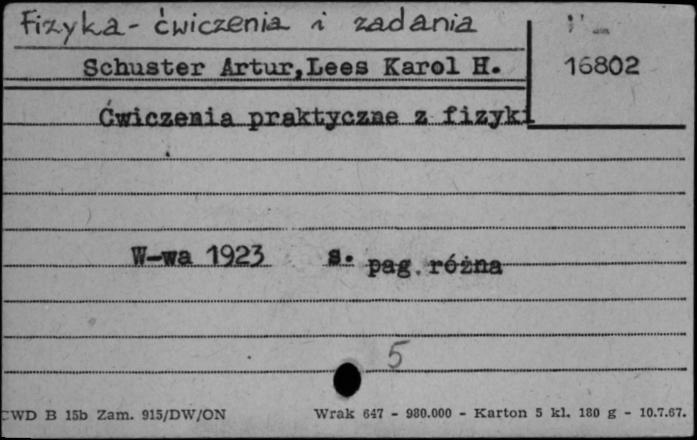 Fizyka - ćwiczenia i zadania
Schuster Artur, Lees Karol H.
16802
Ćwiczenia praktyczne z fizyki
W-wa 1923 s. pag. różna
5
CWD B 15b Zam. 915/DW/ON Wrak 647 - 980.000 - Karton 5 kl. 180 g - 10.7.67.